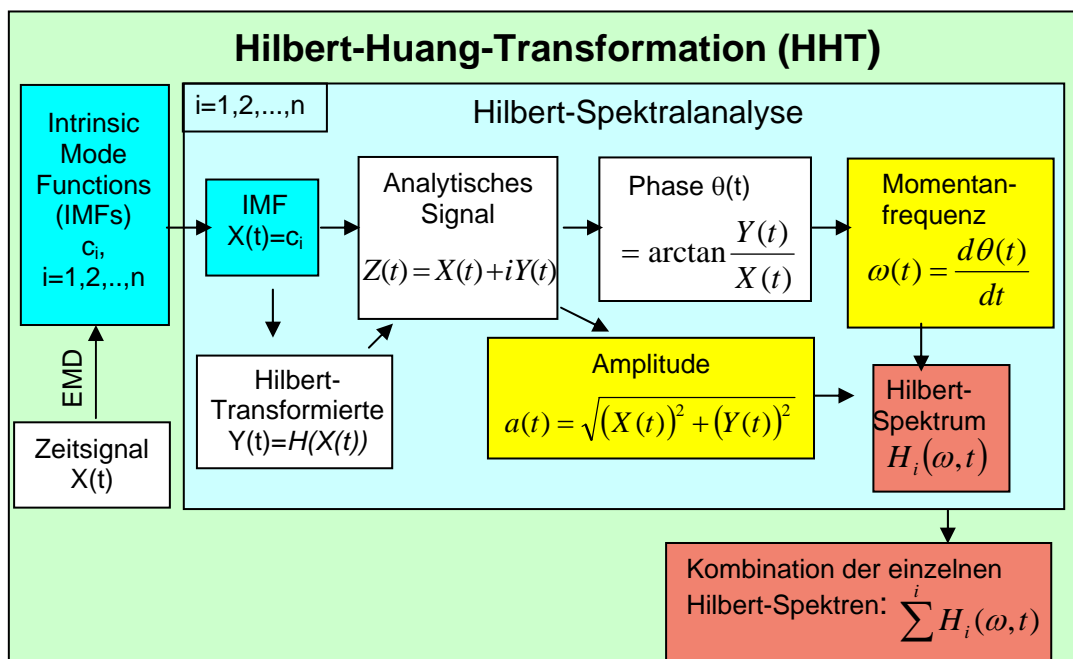 Hilbert-Huang-Transformation (HHT)
Intrinsic
Mode
Functions
(IMFs)
cᵢ,
i=1,2,..,n
EMD
Zeitsignal
X(t)
i=1,2,...,n
Hilbert-Spektralanalyse
IMF
X(t)=cᵢ
Hilbert-
Transformierte
Y(t)=H(X(t))
Analytisches
Signal
Z(t) = X(t)+iY(t)
Phase θ(t)
= arctan Y(t)/X(t)
Momentan-
frequenz
ω(t) = dθ(t)/dt
Amplitude
a(t) = √((X(t))² + (Y(t))²)
Hilbert-
Spektrum
Hᵢ(ω,t)
Kombination der einzelnen
Hilbert-Spektren: ∑ⁱ Hᵢ(ω,t)